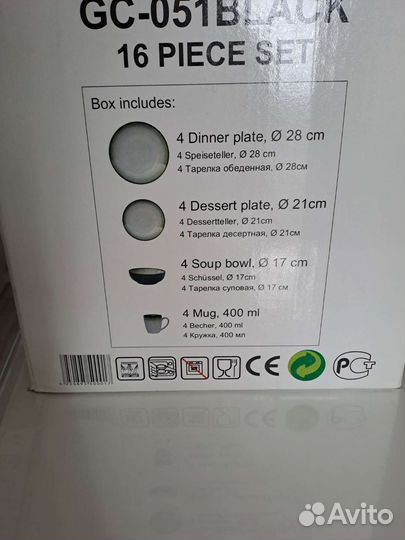 GC-051BLACK
16 PIECE SET
Box includes:
4 Dinner plate, Ø 28 cm
4 Speiseteller, Ø 28 cm
4 Тарелка обеденная, Ø 28см
4 Dessert plate, Ø 21cm
4 Dessertteller, Ø 21cm
4 Тарелка десертная, Ø 21см
4 Soup bowl, Ø 17 cm
4 Schüssel, Ø 17cm
4 Тарелка суповая, Ø 17 см
4 Mug, 400 ml
4 Becher, 400 ml
4 Кружка, 400 мл
CE
Avito